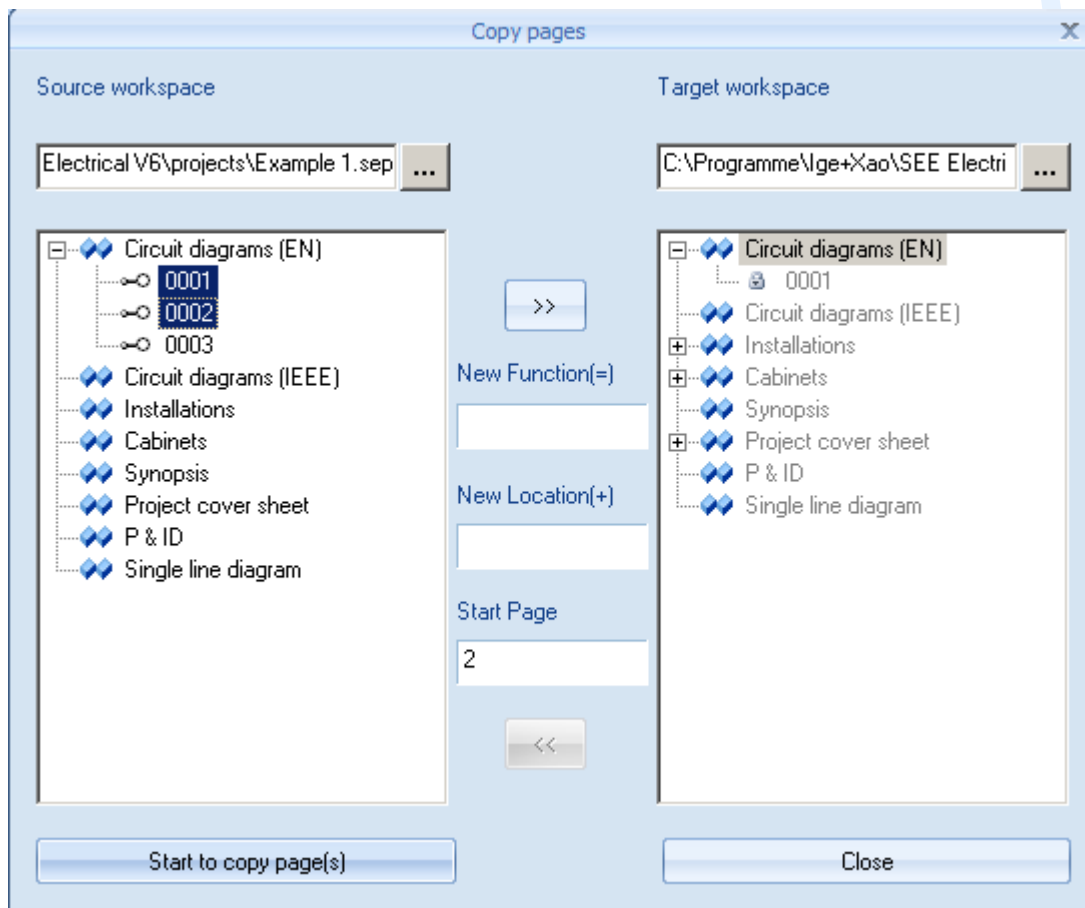 Copy pages
Source workspace
Target workspace
Electrical V6\projects\Example 1.sep
...
C:\Programme\Ige+Xao\SEE Electri
...
Circuit diagrams (EN)
0001
0002
0003
Circuit diagrams (IEEE)
Installations
Cabinets
Synopsis
Project cover sheet
P & ID
Single line diagram
>>
New Function(=)
New Location(+)
Start Page
2
<<
Circuit diagrams (EN)
0001
Circuit diagrams (IEEE)
Installations
Cabinets
Synopsis
Project cover sheet
P & ID
Single line diagram
Start to copy page(s)
Close